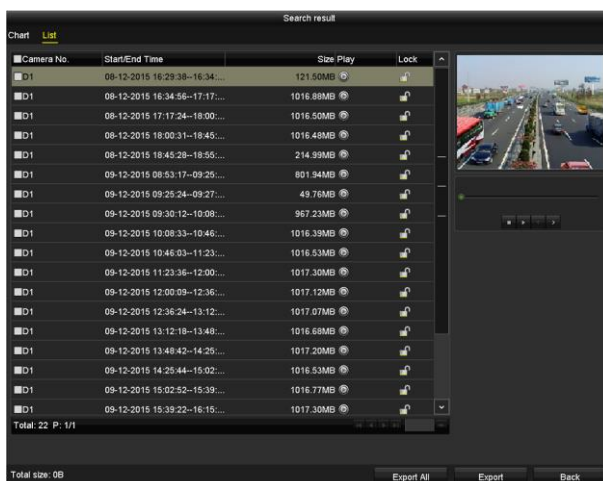 Search result
Chart List
Camera No. Start/End Time Size Play Lock
D1 08-12-2015 16:29:38--16:34:... 121.50MB
D1 08-12-2015 16:34:56--17:17:... 1016.88MB
D1 08-12-2015 17:17:24--18:00:... 1016.50MB
D1 08-12-2015 18:00:31--18:45:... 1016.48MB
D1 08-12-2015 18:45:28--18:55:... 214.99MB
D1 09-12-2015 08:53:17--09:25:... 801.94MB
D1 09-12-2015 09:25:24--09:27:... 49.76MB
D1 09-12-2015 09:30:12--10:08:... 967.23MB
D1 09-12-2015 10:08:33--10:46:... 1016.39MB
D1 09-12-2015 10:46:03--11:23:... 1016.53MB
D1 09-12-2015 11:23:36--12:00:... 1017.30MB
D1 09-12-2015 12:00:09--12:36:... 1017.12MB
D1 09-12-2015 12:36:24--13:12:... 1017.07MB
D1 09-12-2015 13:12:18--13:48:... 1016.68MB
D1 09-12-2015 13:48:42--14:25:... 1017.20MB
D1 09-12-2015 14:25:44--15:02:... 1016.53MB
D1 09-12-2015 15:02:52--15:39:... 1016.77MB
D1 09-12-2015 15:39:22--16:15:... 1017.30MB
Total: 22 P: 1/1
Total size: 0B
Export All Export Back